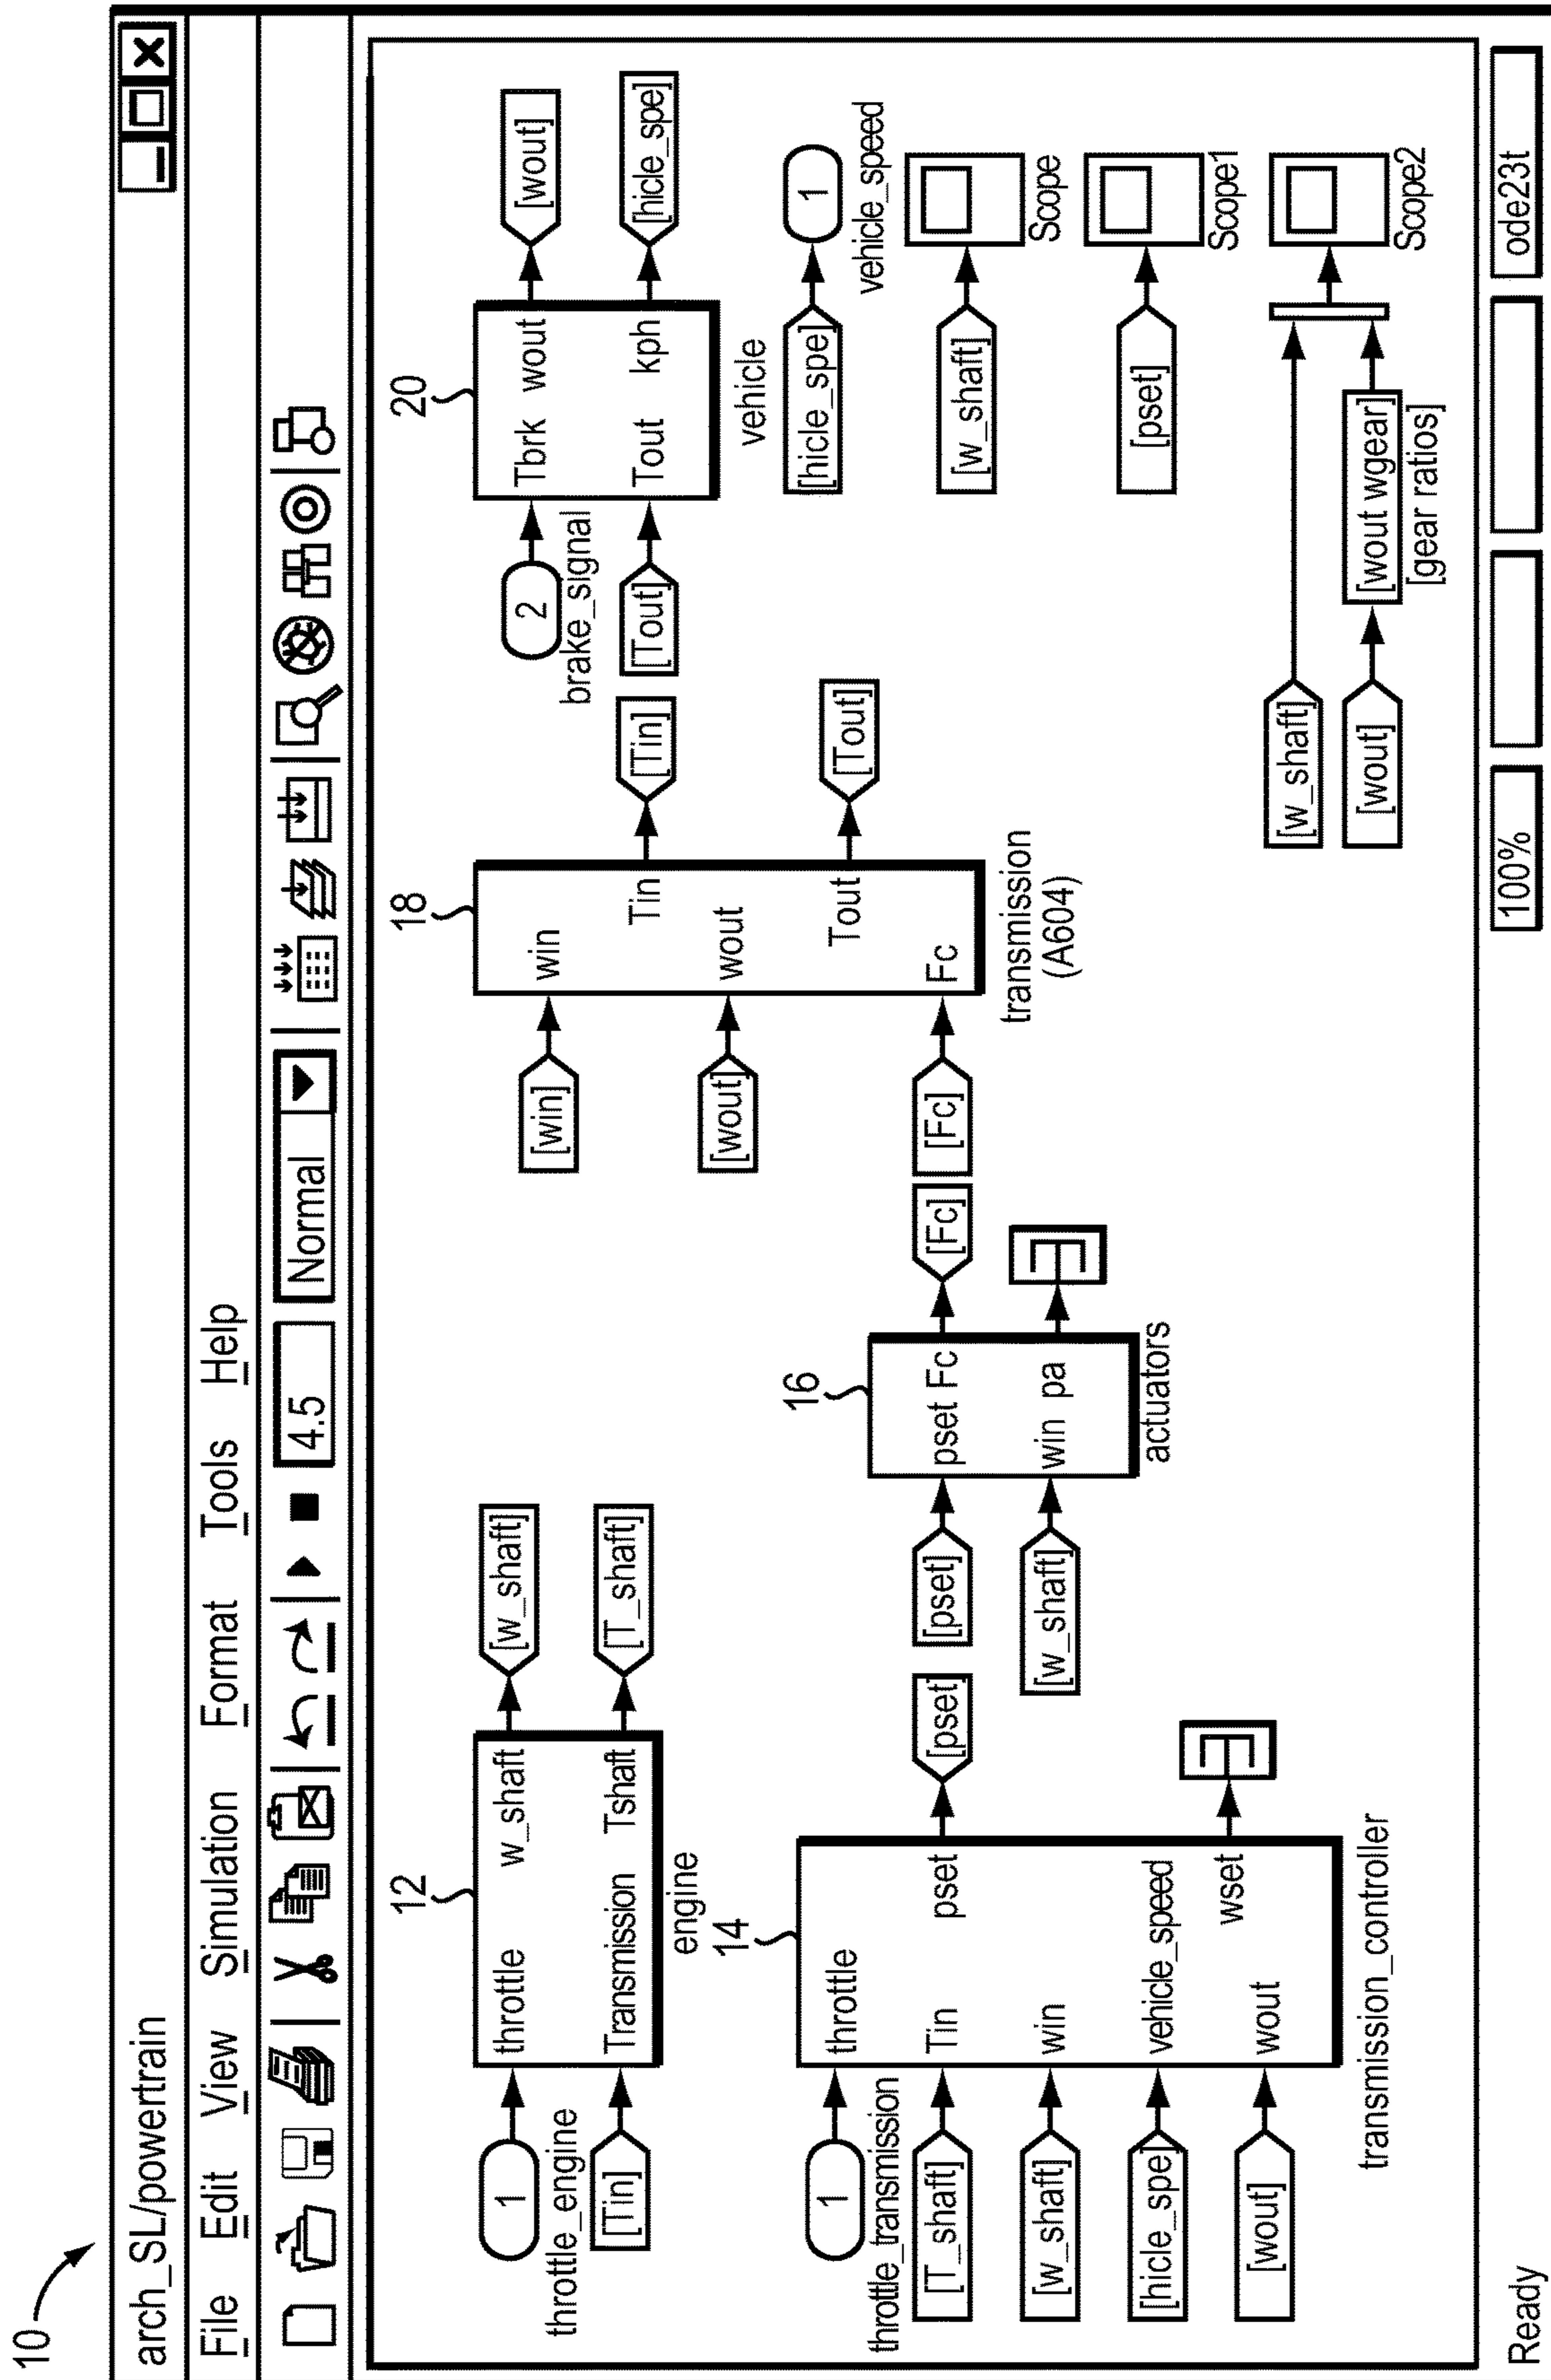 10
arch_SL/powertrain
File Edit View Simulation Format Tools Help
4.5
Normal
12
throttle
w_shaft
Transmission
Tshaft
engine
1
throttle_engine
[Tin]
[w_shaft]
[T_shaft]
14
throttle
Tin
pset
win
vehicle_speed
wset
wout
transmission_controller
1
throttle_transmission
[T_shaft]
[w_shaft]
[hicle_spe]
[wout]
[pset]
16
[pset]
[w_shaft]
pset Fc
win pa
actuators
[Fc]
[Fc]
18
[win]
[wout]
win
Tin
wout
Tout
Fc
transmission
(A604)
[Tin]
[Tout]
20
2
brake_signal
[Tout]
Tbrk wout
Tout kph
vehicle
[wout]
[hicle_spe]
[hicle_spe]
1
vehicle_speed
[w_shaft]
Scope
[pset]
Scope1
[w_shaft]
[wout]
[wout wgear]
[gear ratios]
Scope2
Ready
100%
ode23t